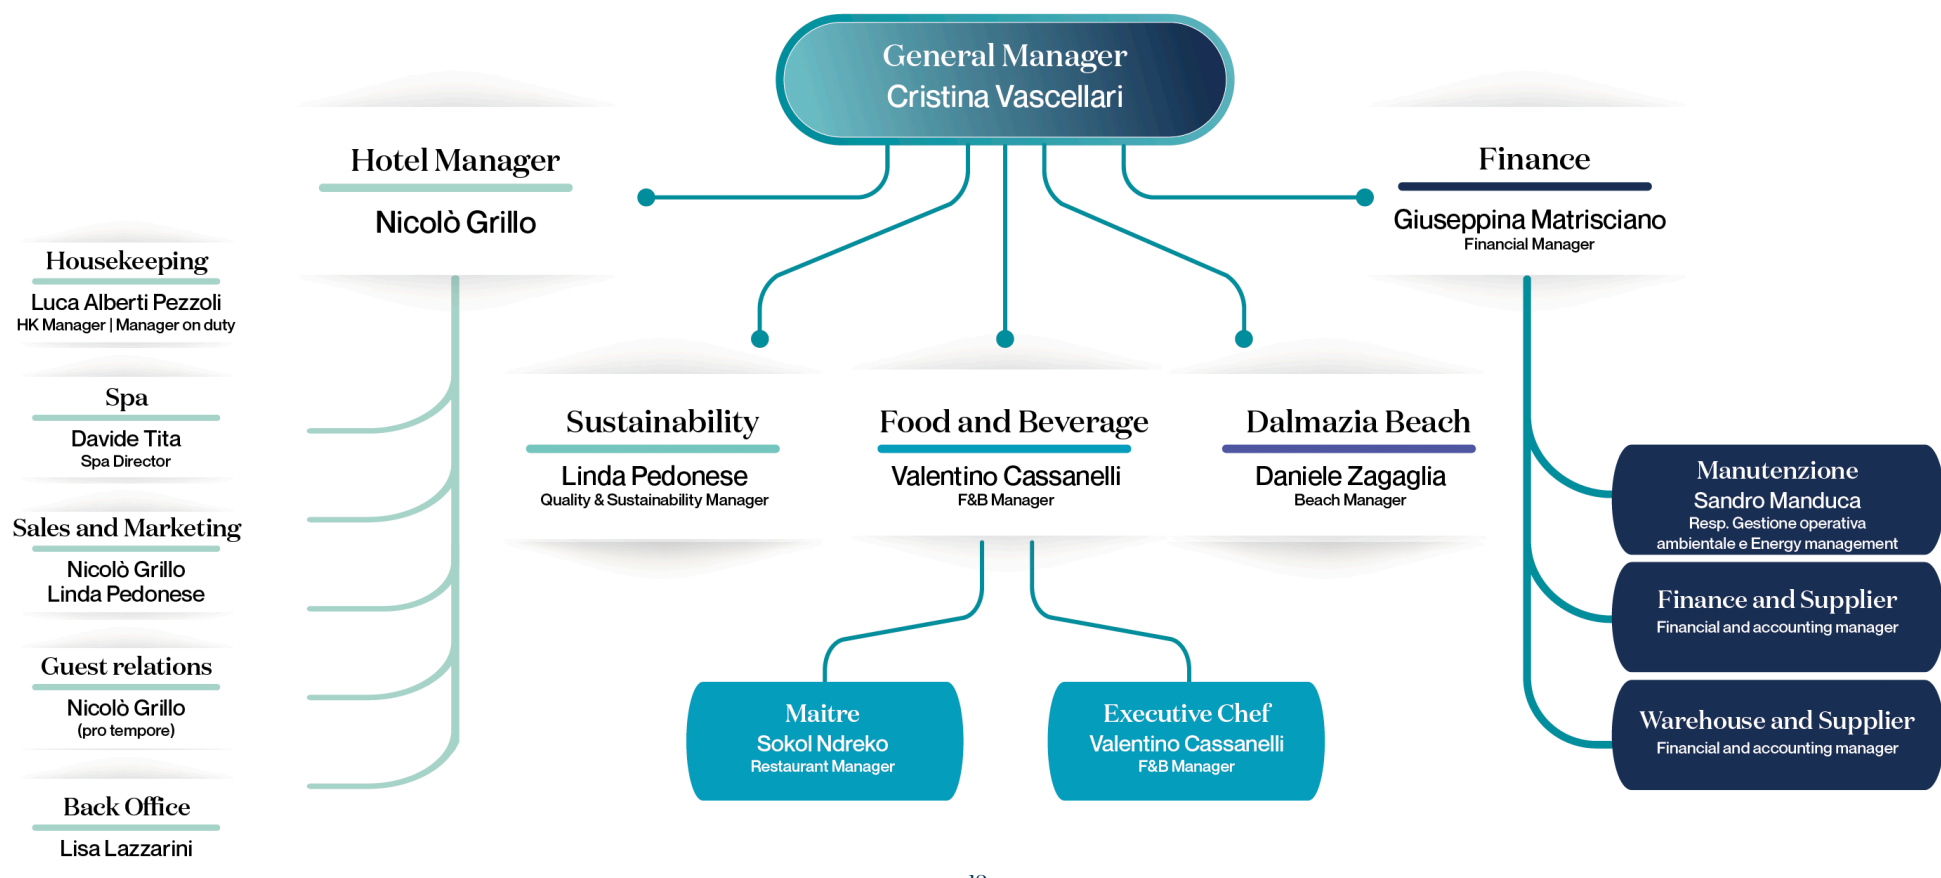 General Manager
Cristina Vascellari
Hotel Manager
Nicolò Grillo
Finance
Giuseppina Matrisciano
Financial Manager
Housekeeping
Luca Alberti Pezzoli
HK Manager | Manager on duty
Spa
Davide Tita
Spa Director
Sales and Marketing
Nicolò Grillo
Linda Pedonese
Guest relations
Nicolò Grillo
(pro tempore)
Back Office
Lisa Lazzarini
Sustainability
Linda Pedonese
Quality & Sustainability Manager
Food and Beverage
Valentino Cassanelli
F&B Manager
Dalmazia Beach
Daniele Zagaglia
Beach Manager
Maitre
Sokol Ndreko
Restaurant Manager
Executive Chef
Valentino Cassanelli
F&B Manager
Manutenzione
Sandro Manduca
Resp. Gestione operativa
ambientale e Energy management
Finance and Supplier
Financial and accounting manager
Warehouse and Supplier
Financial and accounting manager